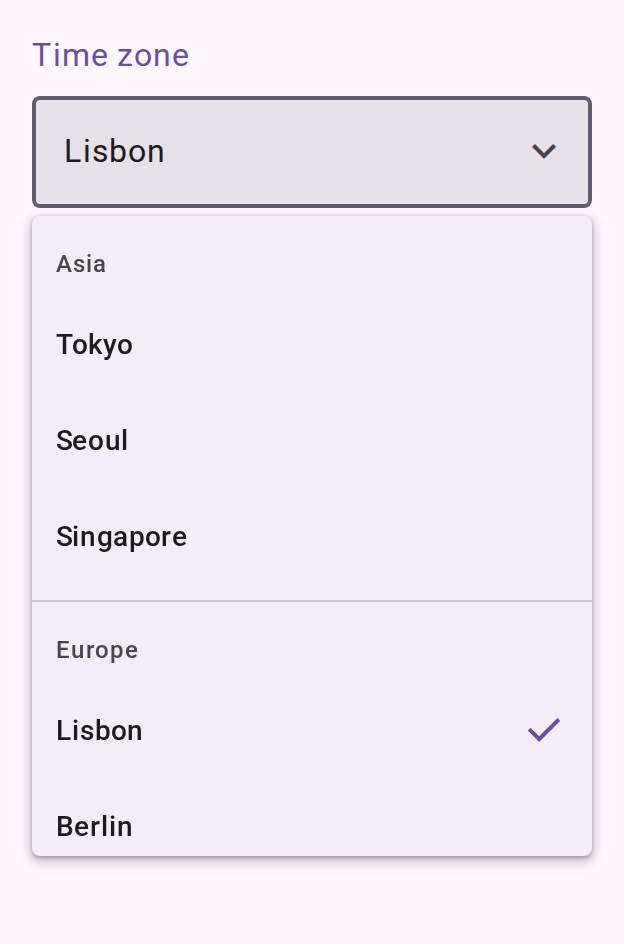 Time zone
Lisbon
Asia
Tokyo
Seoul
Singapore
Europe
Lisbon
Berlin